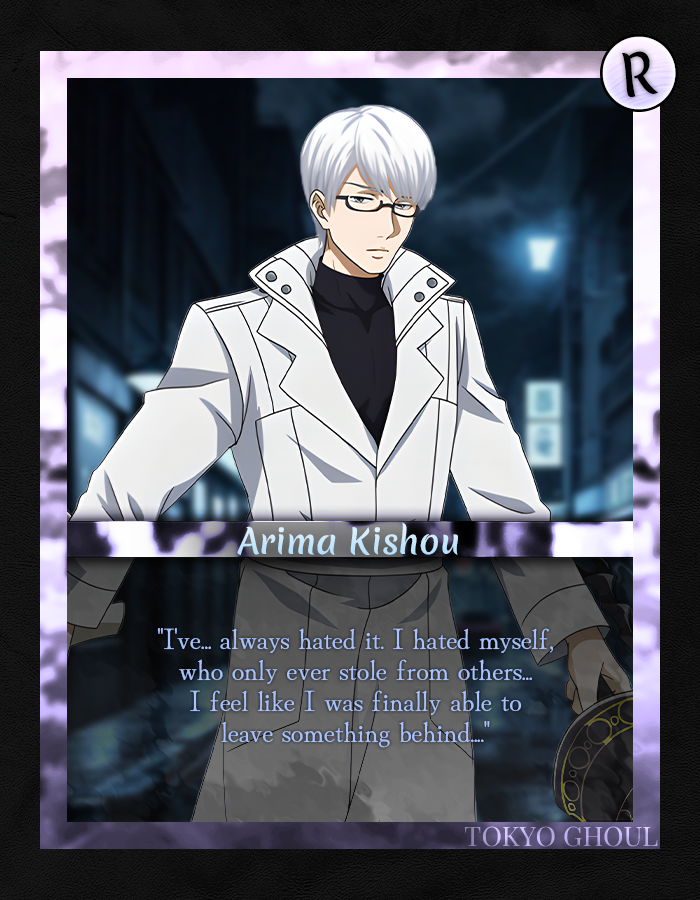 R
Arima Kishou
"I've... always hated it. I hated myself,
who only ever stole from others...
I feel like I was finally able to
leave something behind...."
TOKYO GHOUL